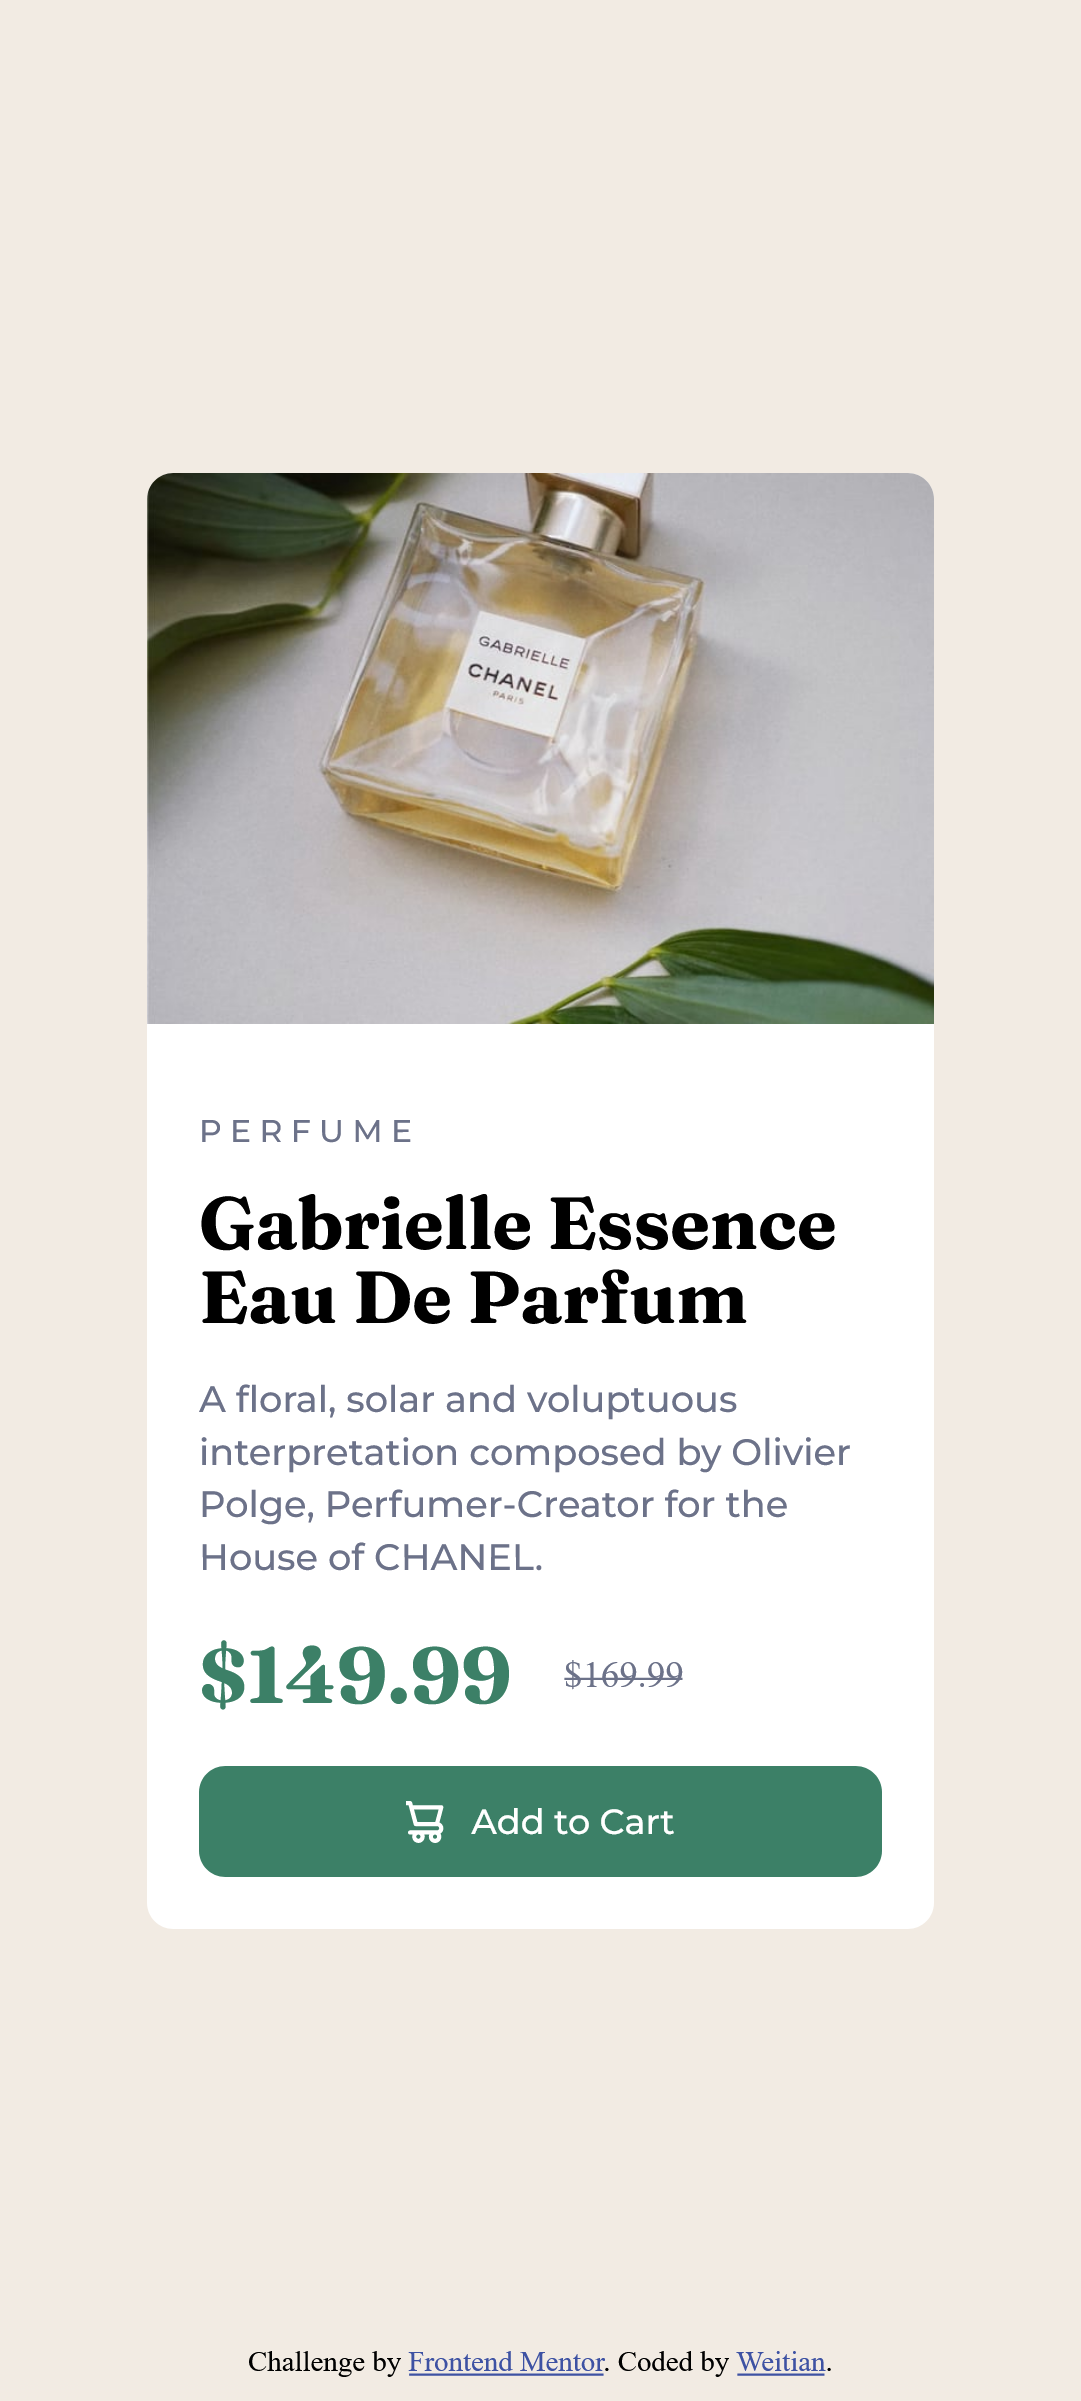 GABRIELLE
CHANEL
PARIS
PERFUME
Gabrielle Essence
Eau De Parfum
A floral, solar and voluptuous
interpretation composed by Olivier
Polge, Perfumer-Creator for the
House of CHANEL.
$149.99 $169.99
Add to Cart
Challenge by Frontend Mentor. Coded by Weitian.